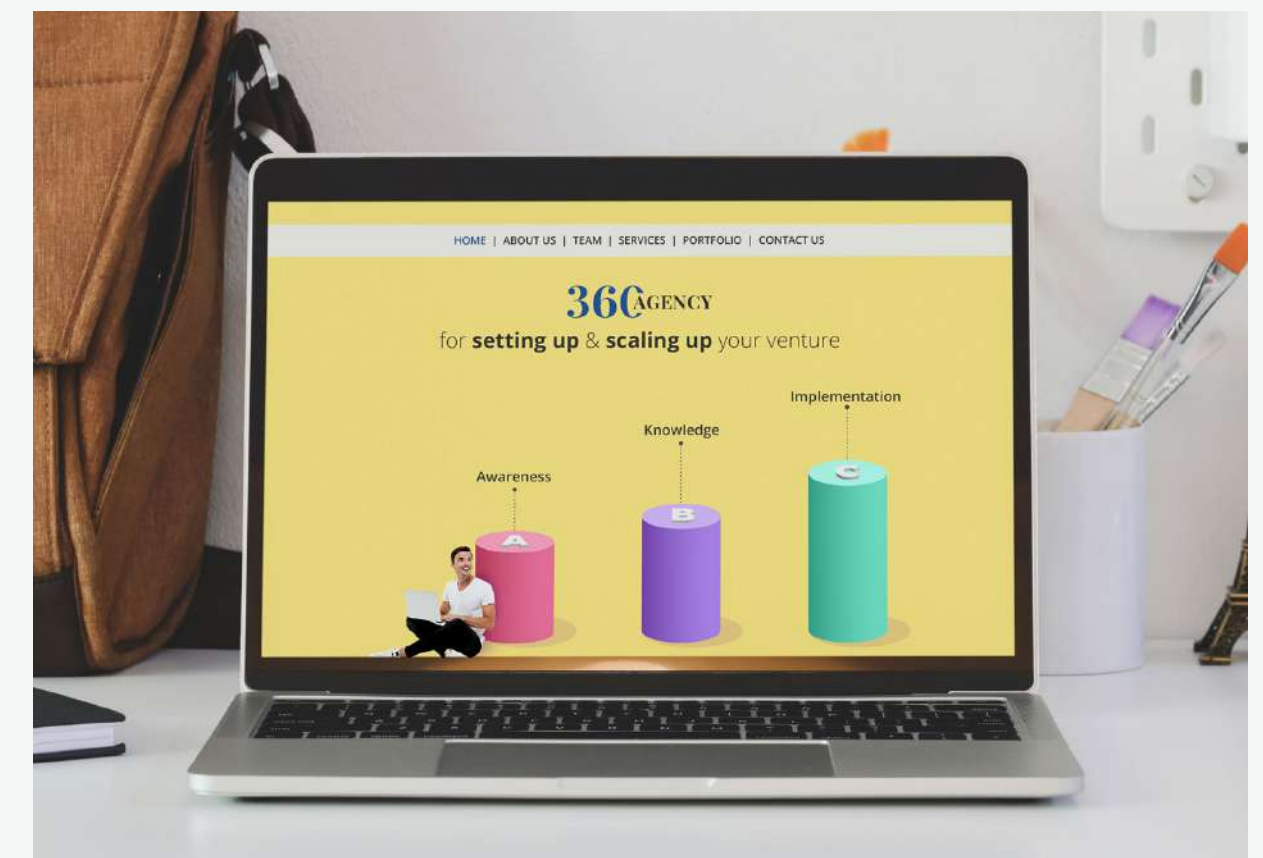 HOME | ABOUT US | TEAM | SERVICES | PORTFOLIO | CONTACT US
360 AGENCY
for setting up & scaling up your venture
Implementation
Knowledge
Awareness
C
B
A